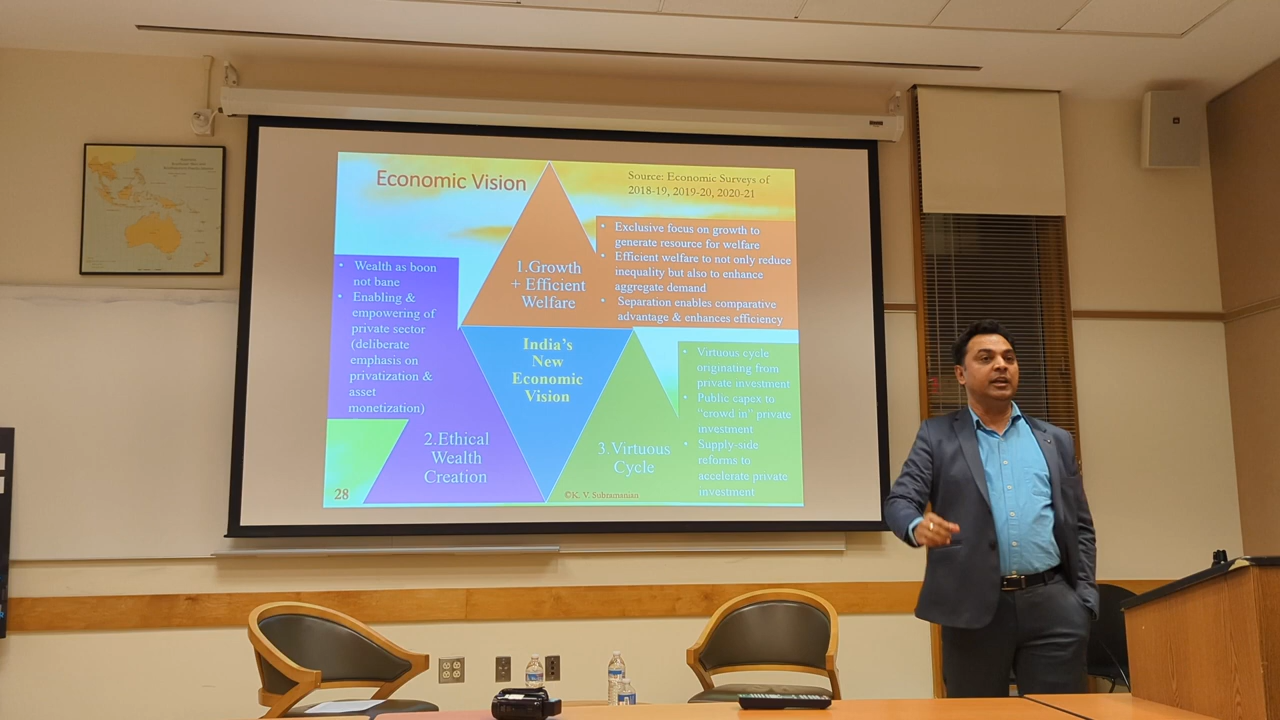 Economic Vision
Source: Economic Surveys of
2018-19, 2019-20, 2020-21
1.Growth
+ Efficient
Welfare
• Exclusive focus on growth to
generate resource for welfare
• Efficient welfare to not only reduce
inequality but also to enhance
aggregate demand
• Separation enables comparative
advantage & enhances efficiency
• Wealth as boon
not bane
• Enabling &
empowering of
private sector
(deliberate
emphasis on
privatization &
asset
monetization)
2.Ethical
Wealth
Creation
India's
New
Economic
Vision
3.Virtuous
Cycle
• Virtuous cycle
originating from
private investment
• Public capex to
"crowd in" private
investment
• Supply-side
reforms to
accelerate private
investment
28
©K. V. Subramanian